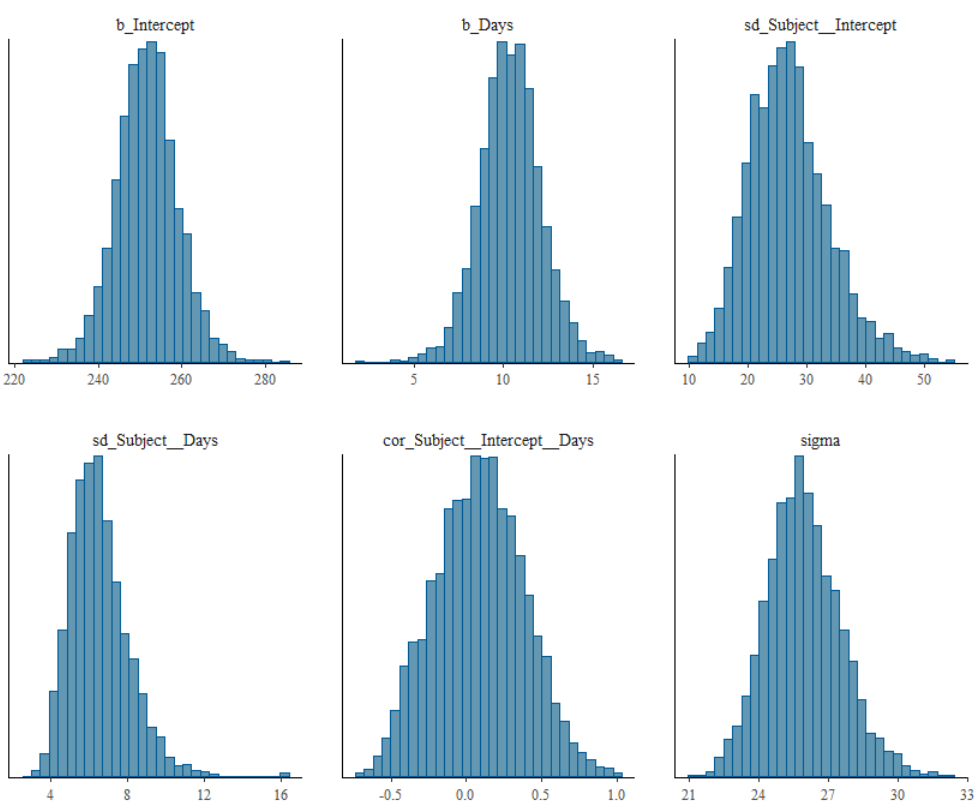 b_Intercept b_Days sd_Subject__Intercept
220 240 260 280 5 10 15 10 20 30 40 50
sd_Subject__Days cor_Subject__Intercept__Days sigma
4 8 12 16 -0.5 0.0 0.5 1.0 21 24 27 30 33